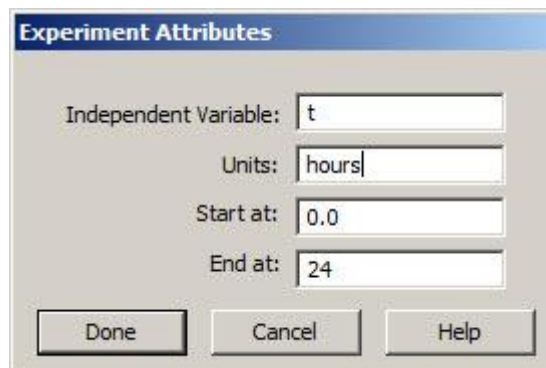 Experiment Attributes
Independent Variable: t
Units: hours
Start at: 0.0
End at: 24
Done Cancel Help